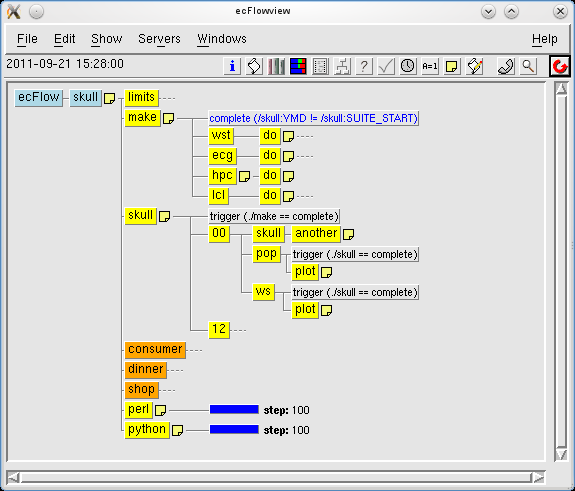 ecFlowview
File Edit Show Servers Windows Help
2011-09-21 15:28:00 i ? A=1
ecFlow skull limits
make complete (/skull:YMD != /skull:SUITE_START)
wst do
ecg do
hpc do
lcl do
skull trigger (./make == complete)
00 skull another
pop trigger (./skull == complete)
plot
ws trigger (./skull == complete)
plot
12
consumer
dinner
shop
perl step: 100
python step: 100